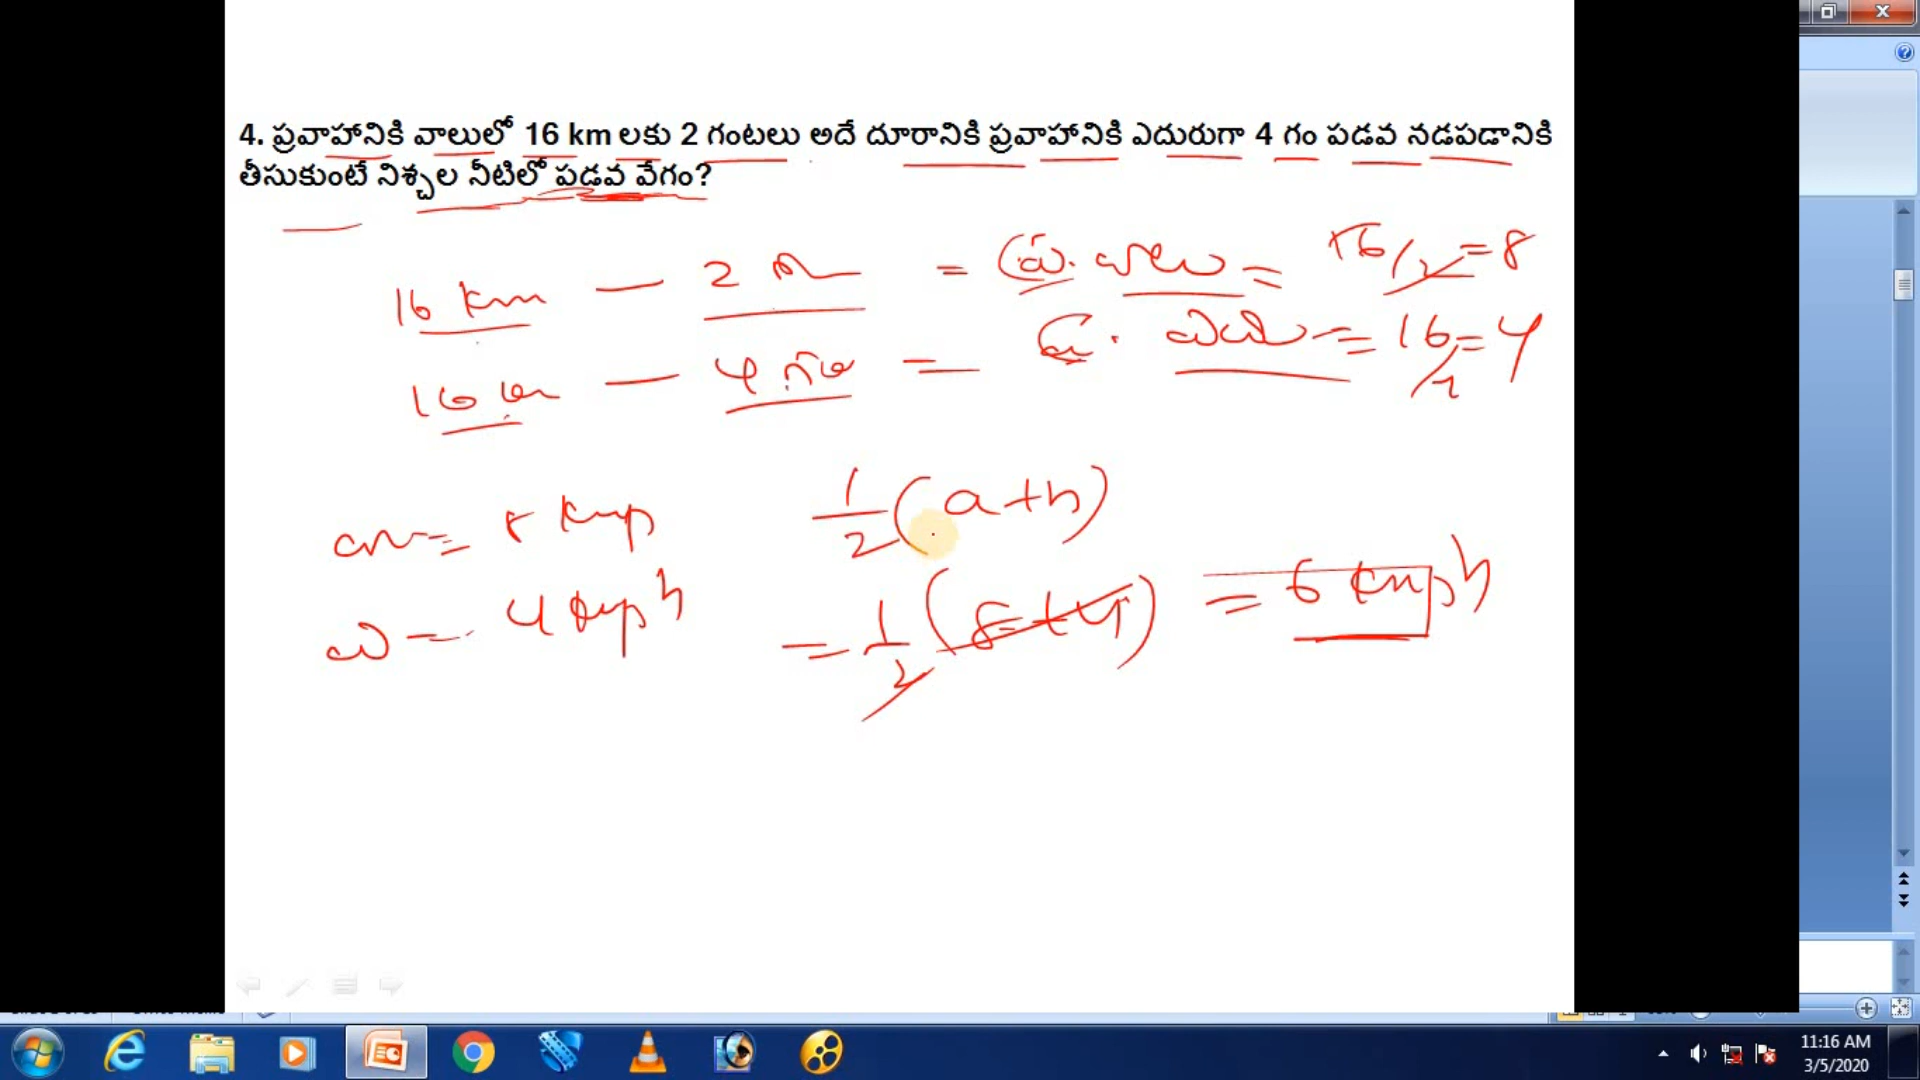 4. ప్రవాహానికి వాలులో 16 km లకు 2 గంటలు అదే దూరానికి ప్రవాహానికి ఎదురుగా 4 గం పడవ నడపడానికి
తీసుకుంటే నిశ్చల నీటిలో పడవ వేగం?
16 km — 2 = ప్ర. వాలు = 16/2 = 8
16 — 4 గం = ప్ర. = 16/ = 4
= 8 kmp
1/2 (a+b)
= 4 kmph
= 1/2 (8+4) = 6 kmph
11:16 AM
3/5/2020